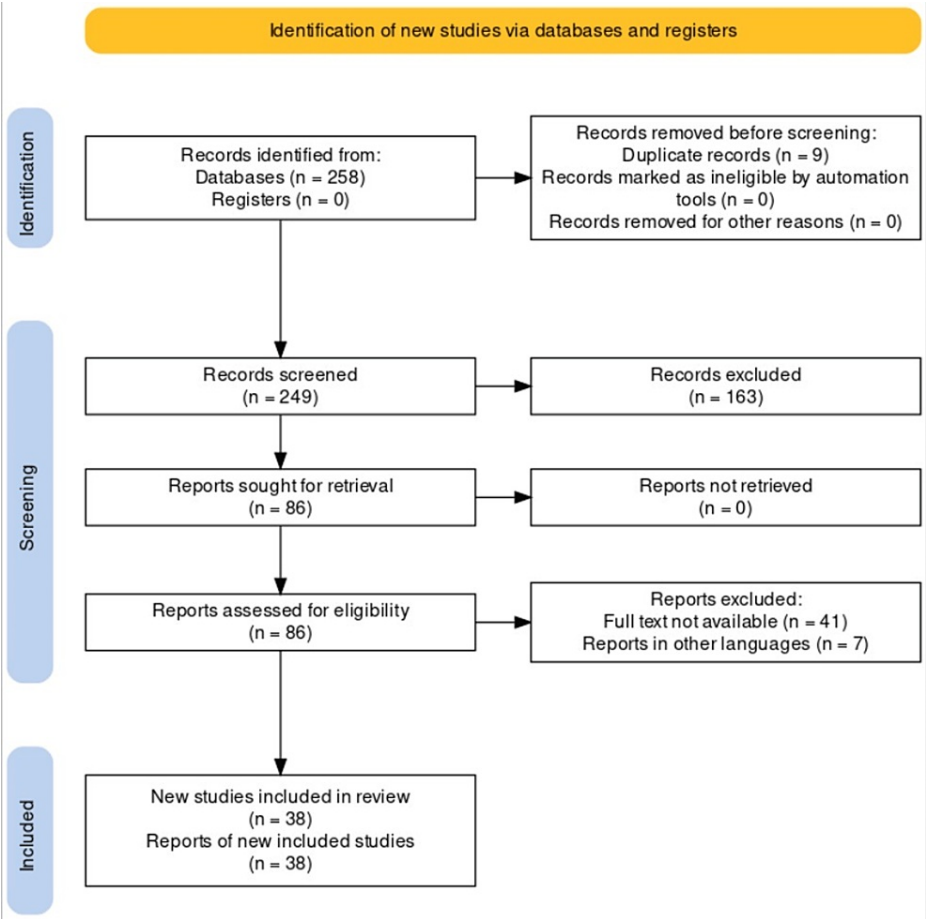 Identification of new studies via databases and registers
Identification
Records identified from:
Databases (n = 258)
Registers (n = 0)
Records removed before screening:
Duplicate records (n = 9)
Records marked as ineligible by automation
tools (n = 0)
Records removed for other reasons (n = 0)
Screening
Records screened
(n = 249)
Records excluded
(n = 163)
Reports sought for retrieval
(n = 86)
Reports not retrieved
(n = 0)
Reports assessed for eligibility
(n = 86)
Reports excluded:
Full text not available (n = 41)
Reports in other languages (n = 7)
Included
New studies included in review
(n = 38)
Reports of new included studies
(n = 38)